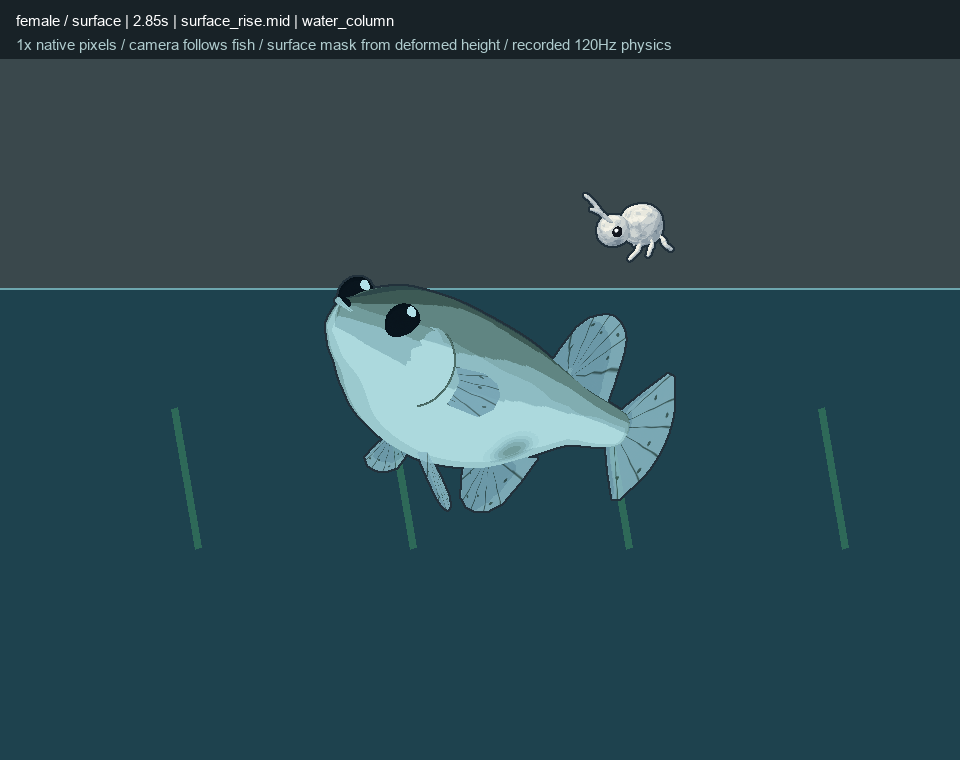 female / surface | 2.85s | surface_rise.mid | water_column
1x native pixels / camera follows fish / surface mask from deformed height / recorded 120Hz physics